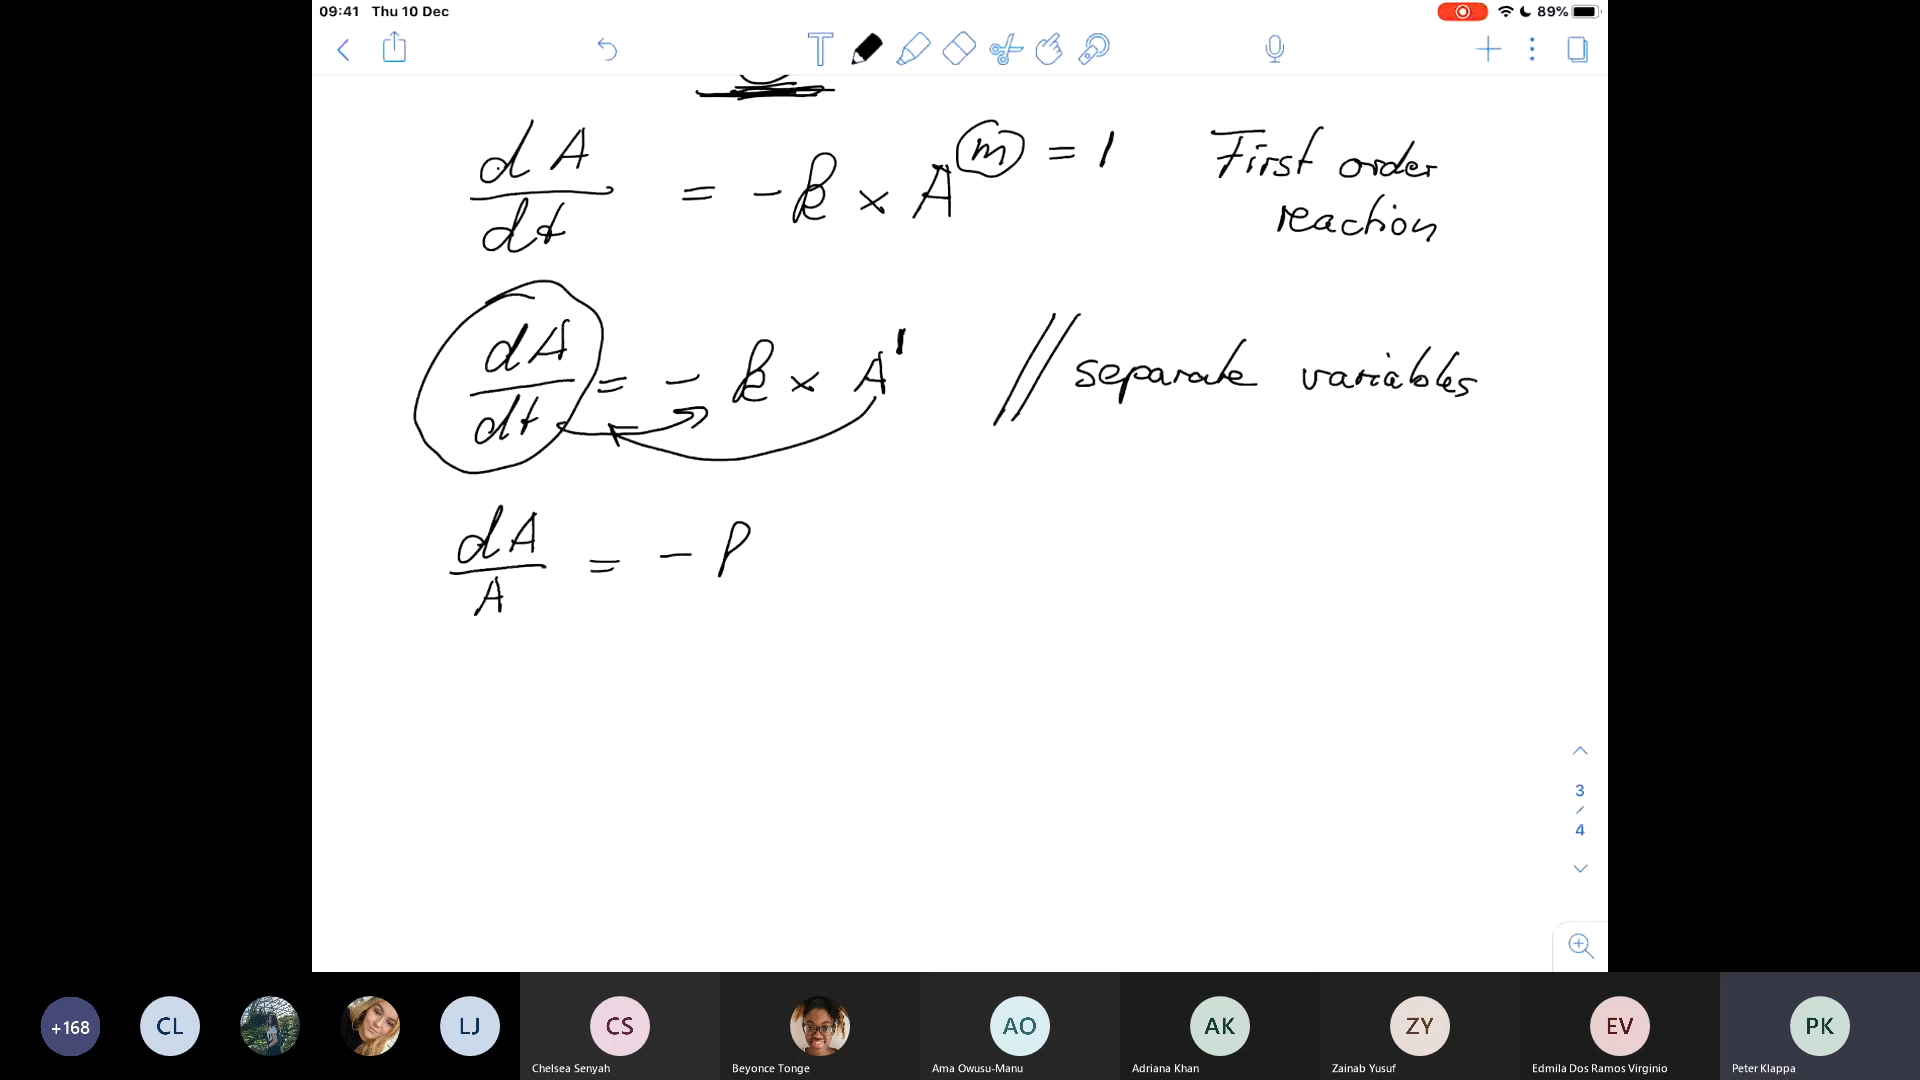 09:41 Thu 10 Dec 89%
T
dA/dt = - k × A^m = 1 First order
reaction
dA/dt = - k × A^1 // separate variables
dA/A = - P
3
/
4
+168 CL LJ CS AO AK ZY EV PK
Chelsea Senyah Beyonce Tonge Ama Owusu-Manu Adriana Khan Zainab Yusuf Edmila Dos Ramos Virginio Peter Klappa